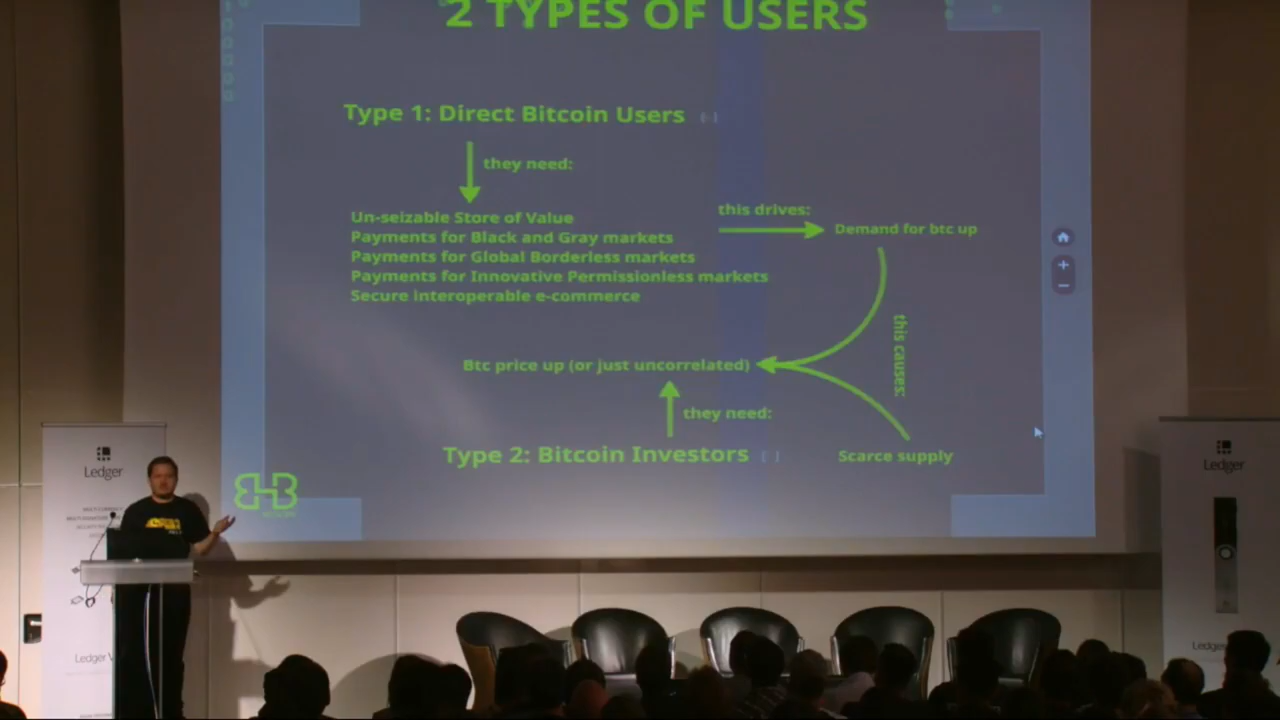 2 TYPES OF USERS
Type 1: Direct Bitcoin Users
they need:
Un-seizable Store of Value
Payments for Black and Gray markets
Payments for Global Borderless markets
Payments for Innovative Permissionless markets
Secure interoperable e-commerce
this drives:
Demand for btc up
this causes:
Btc price up (or just uncorrelated)
they need:
Type 2: Bitcoin Investors
Scarce supply
BHB
Ledger
Ledger
Ledger
Ledger